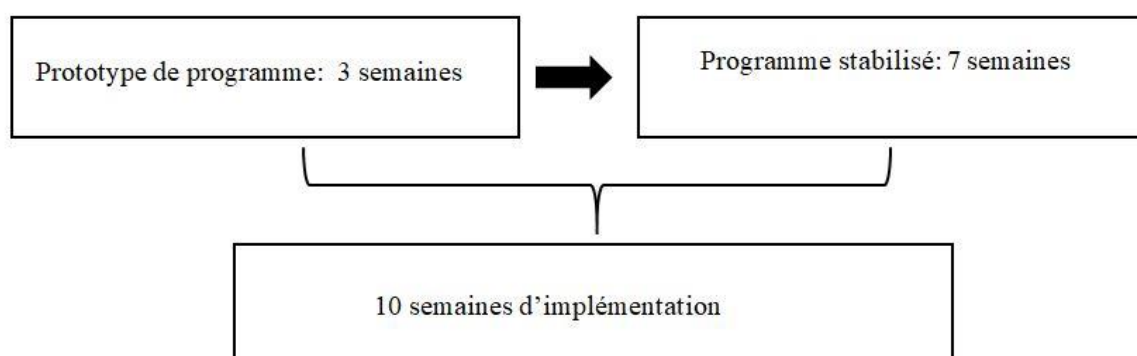 Prototype de programme: 3 semaines
Programme stabilisé: 7 semaines
10 semaines d’implémentation